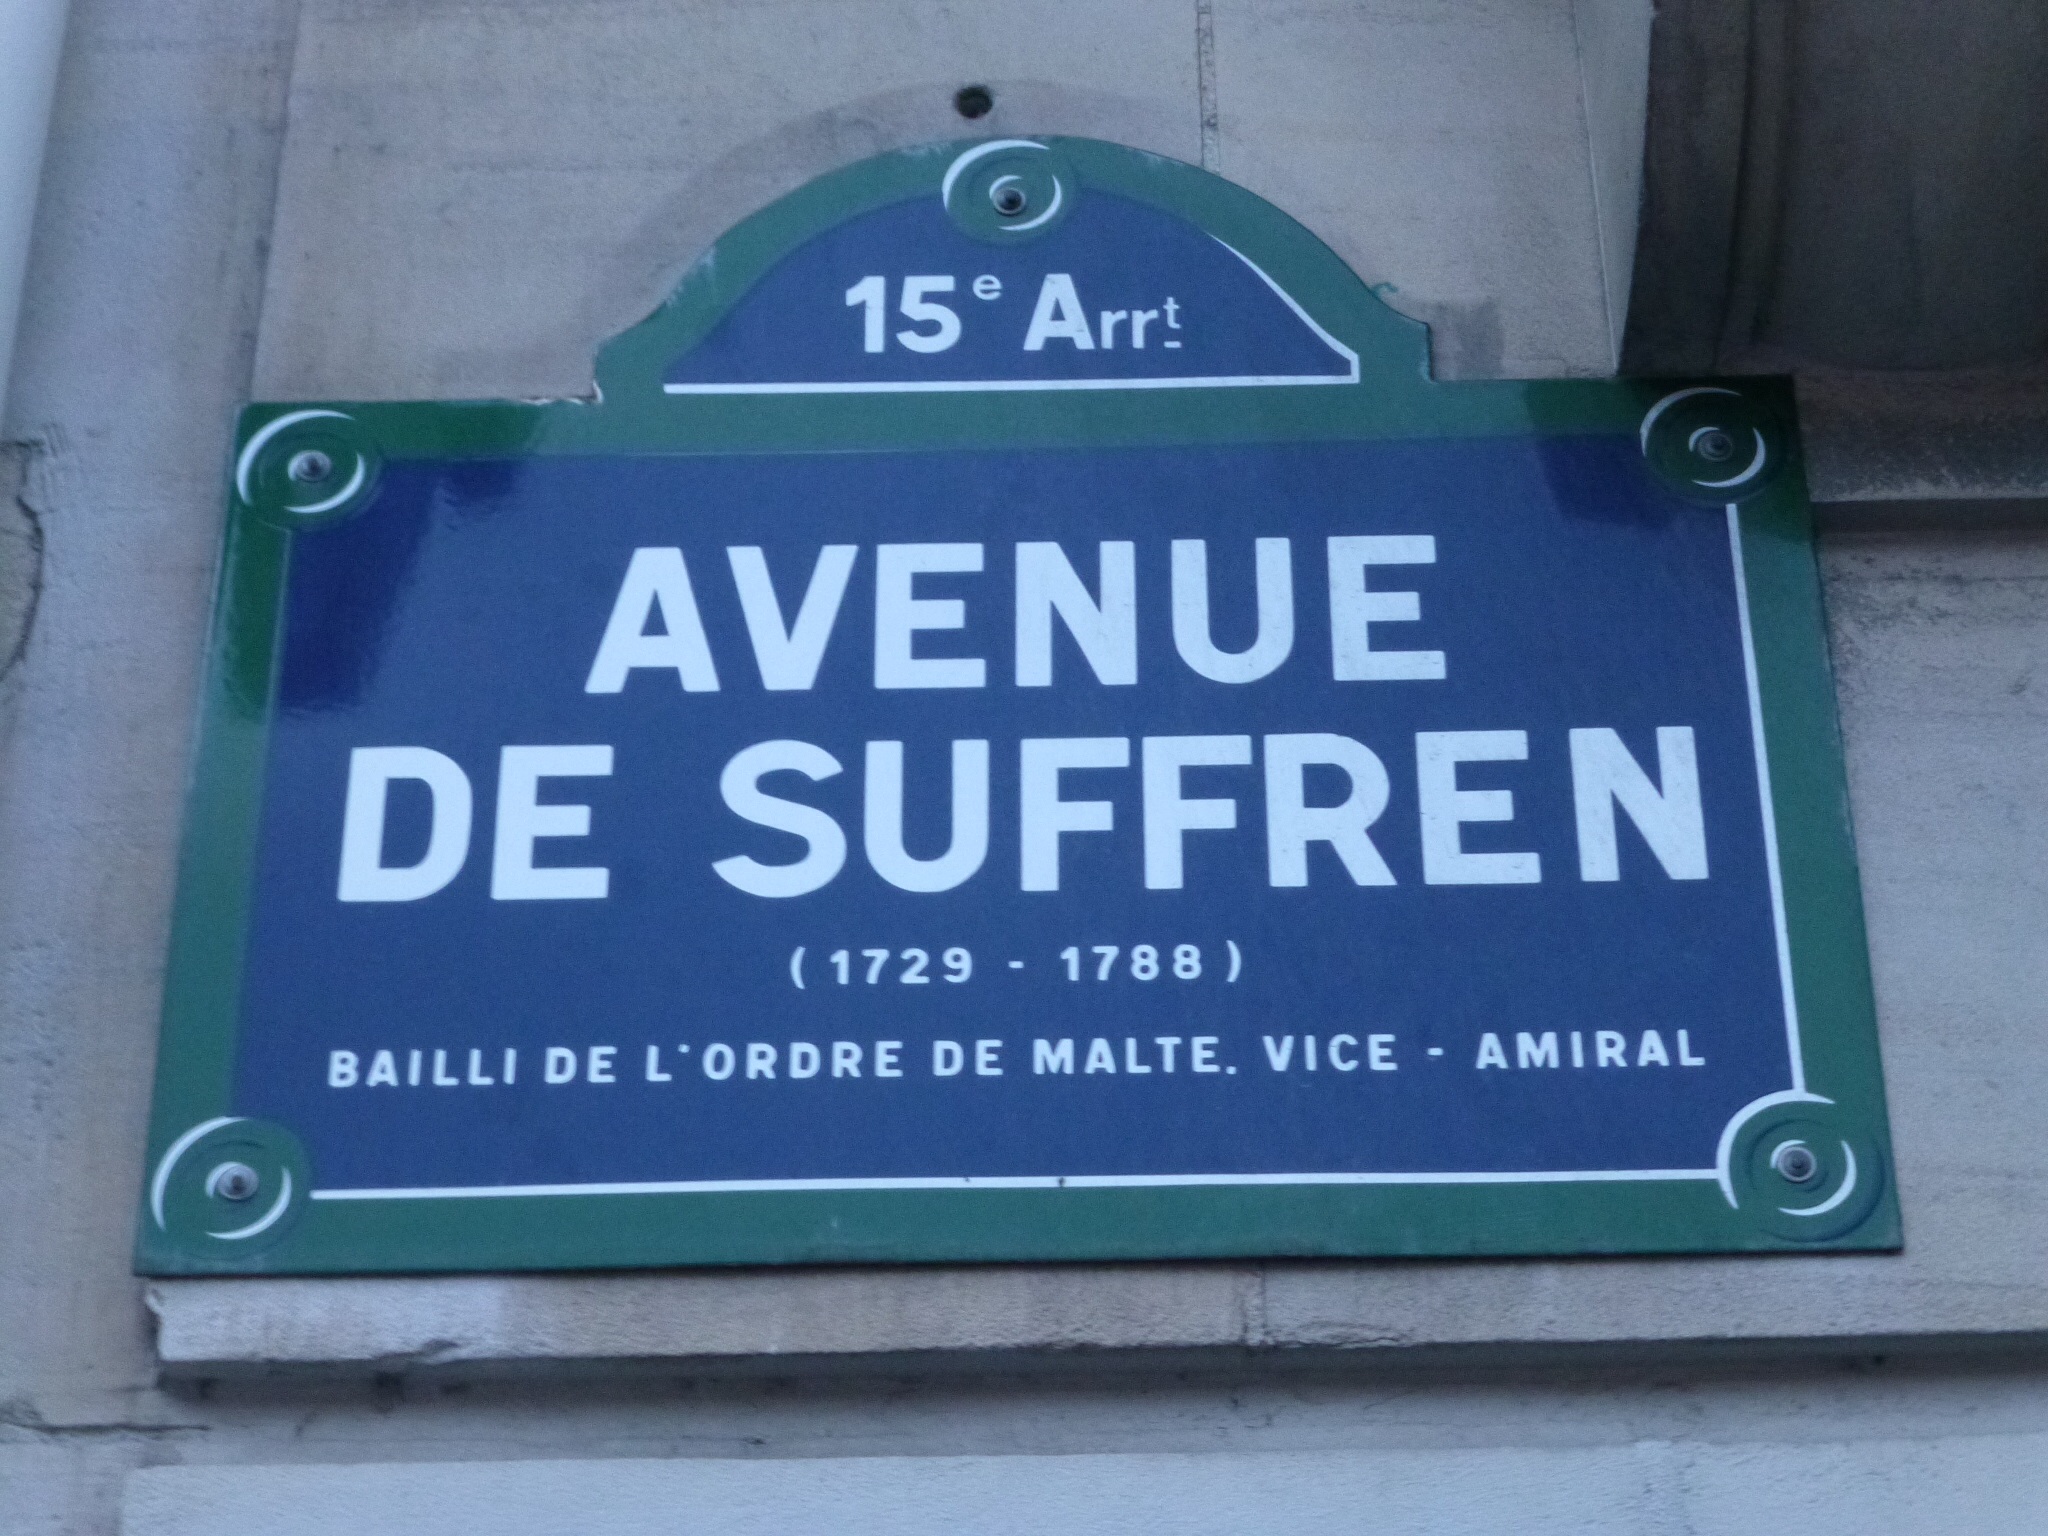 15e Arrt
AVENUE
DE SUFFREN
(1729 - 1788)
BAILLI DE L'ORDRE DE MALTE. VICE - AMIRAL